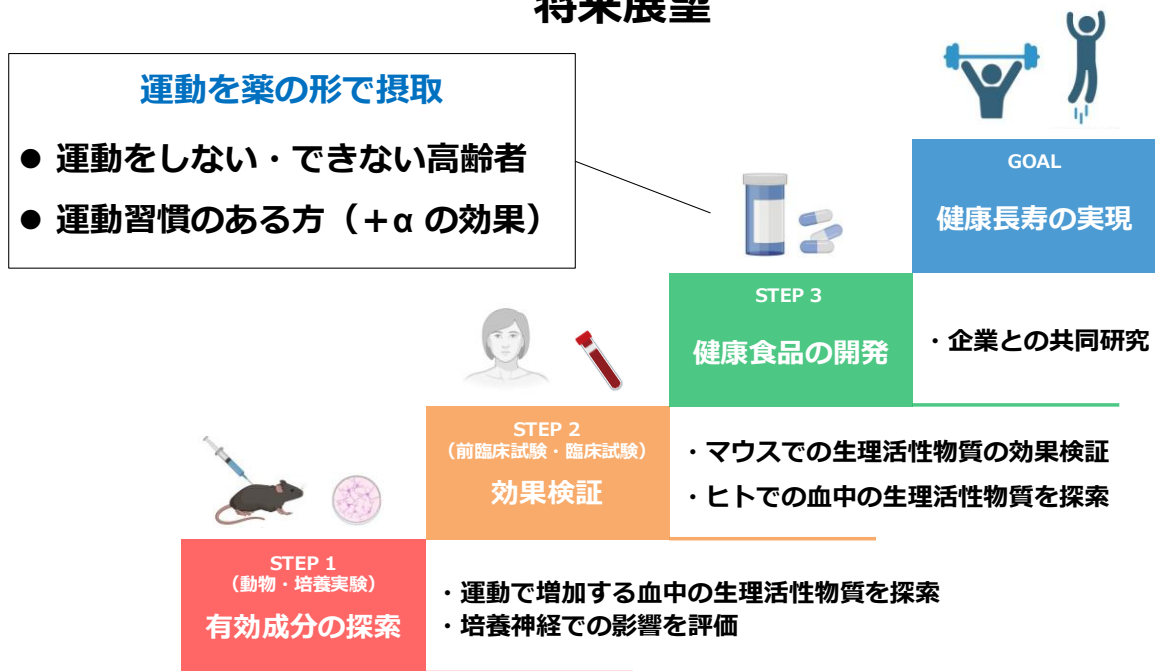 将来展望
運動を薬の形で摂取
● 運動をしない・できない高齢者
● 運動習慣のある方（+α の効果）
GOAL
健康長寿の実現
STEP 3
健康食品の開発
・企業との共同研究
STEP 2
（前臨床試験・臨床試験）
効果検証
・マウスでの生理活性物質の効果検証
・ヒトでの血中の生理活性物質を探索
STEP 1
（動物・培養実験）
有効成分の探索
・運動で増加する血中の生理活性物質を探索
・培養神経での影響を評価